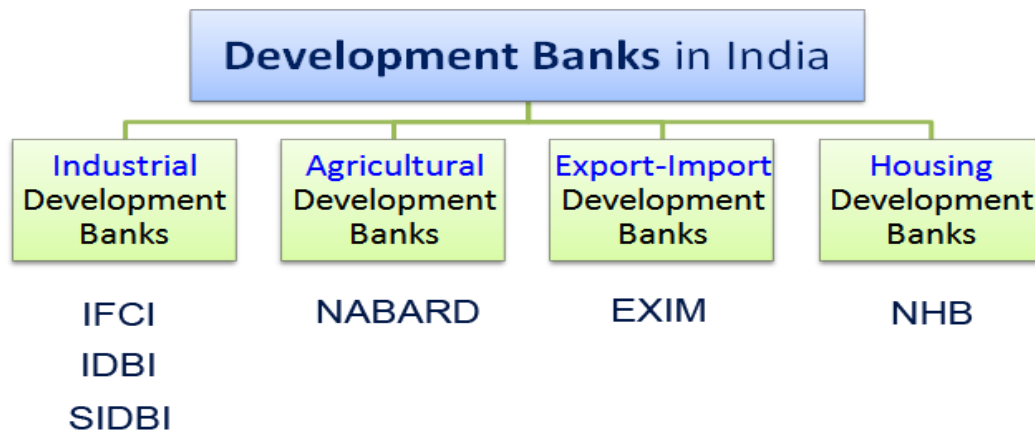 Development Banks in India
Industrial
Development
Banks
Agricultural
Development
Banks
Export-Import
Development
Banks
Housing
Development
Banks
IFCI
IDBI
SIDBI
NABARD
EXIM
NHB